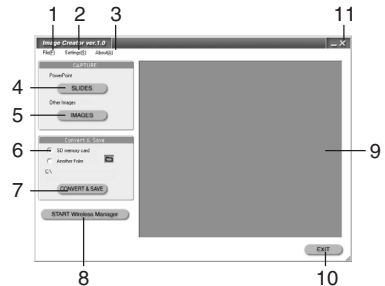 1 2 3 11
Image Creator ver.1.0
File(F) Settings(S) About(A)
CAPTURE
PowerPoint
4 SLIDES
Other Images
5 IMAGES
Convert & Save
6 SD memory card
9
Another Folder
C:\
7 CONVERT & SAVE
START Wireless Manager
EXIT
8 10